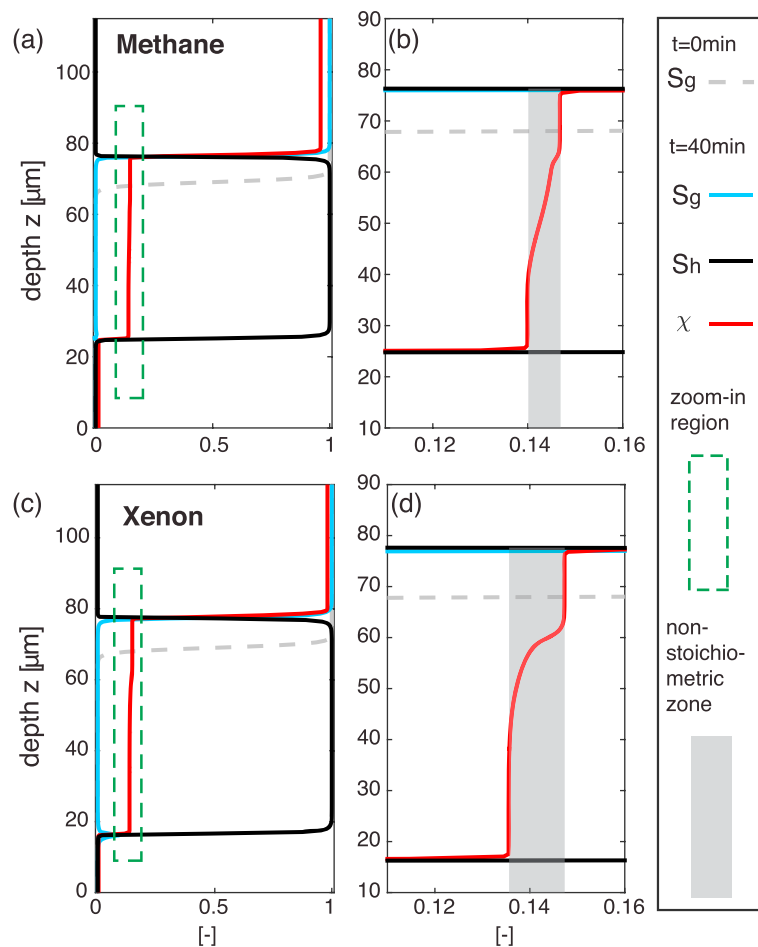 (a)
Methane
100
80
60
40
20
0
depth z [μm]
0
0.5
1
(b)
90
80
70
60
50
40
30
20
10
0.12
0.14
0.16
(c)
Xenon
100
80
60
40
20
0
depth z [μm]
0
0.5
1
[-]
(d)
90
80
70
60
50
40
30
20
10
0.12
0.14
0.16
[-]
t=0min
Sg
t=40min
Sg
Sh
χ
zoom-in
region
non-
stoichio-
metric
zone